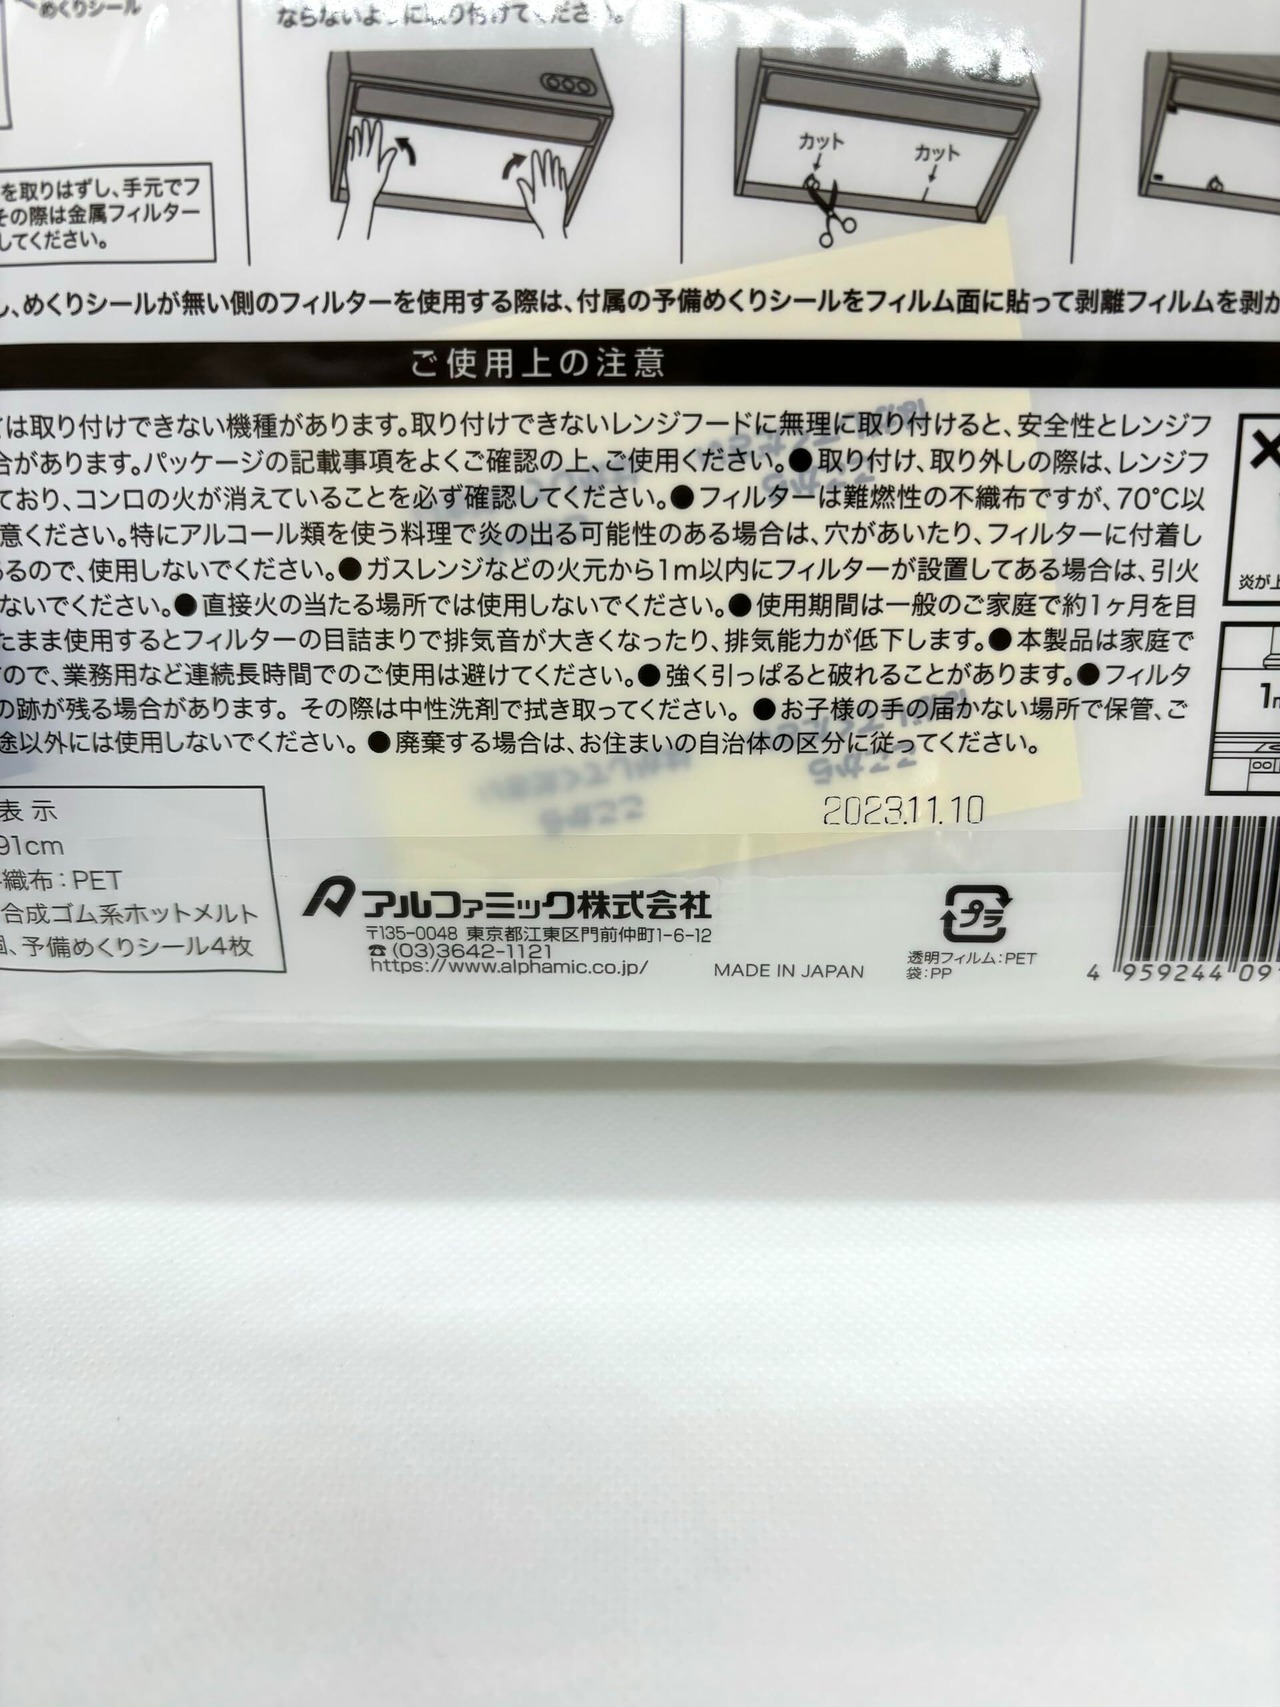 めくりシール
ならないように取り付けてください。
を取りはずし、手元でフ
その際は金属フィルター
してください。
カット
カット
し、めくりシールが無い側のフィルターを使用する際は、付属の予備めくりシールをフィルム面に貼って剥離フィルムを剥が
ご使用上の注意
ては取り付けできない機種があります。取り付けできないレンジフードに無理に取り付けると、安全性とレンジフ
合があります。パッケージの記載事項をよくご確認の上、ご使用ください。●取り付け、取り外しの際は、レンジフ
ており、コンロの火が消えていることを必ず確認してください。●フィルターは難燃性の不織布ですが、70℃以
意ください。特にアルコール類を使う料理で炎の出る可能性のある場合は、穴があいたり、フィルターに付着し
あるので、使用しないでください。●ガスレンジなどの火元から1m以内にフィルターが設置してある場合は、引火
ないでください。●直接火の当たる場所では使用しないでください。●使用期間は一般のご家庭で約1ヶ月を目
たまま使用するとフィルターの目詰まりで排気音が大きくなったり、排気能力が低下します。●本製品は家庭で
ので、業務用など連続長時間でのご使用は避けてください。●強く引っぱると破れることがあります。●フィルタ
の跡が残る場合があります。その際は中性洗剤で拭き取ってください。●お子様の手の届かない場所で保管、ご
途以外には使用しないでください。●廃棄する場合は、お住まいの自治体の区分に従ってください。
炎が上
1m
表示
91cm
織布：PET
合成ゴム系ホットメルト
、予備めくりシール4枚
2023.11.10
アルファミック株式会社
〒135-0048 東京都江東区門前仲町1-6-12
☎(03)3642-1121
https://www.alphamic.co.jp/
MADE IN JAPAN
プラ
透明フィルム：PET
袋：PP
4 959244 09